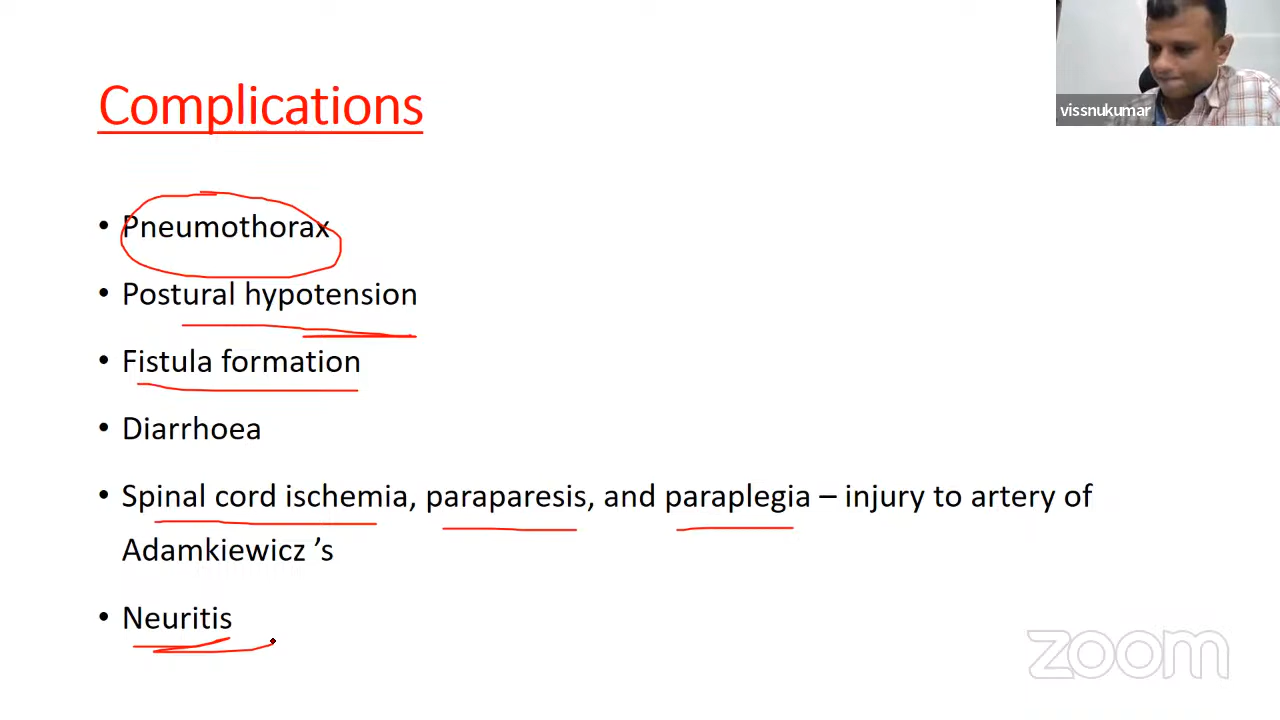 vissnukumar
Complications
• Pneumothorax
• Postural hypotension
• Fistula formation
• Diarrhoea
• Spinal cord ischemia, paraparesis, and paraplegia – injury to artery of
Adamkiewicz ’s
• Neuritis
zoom